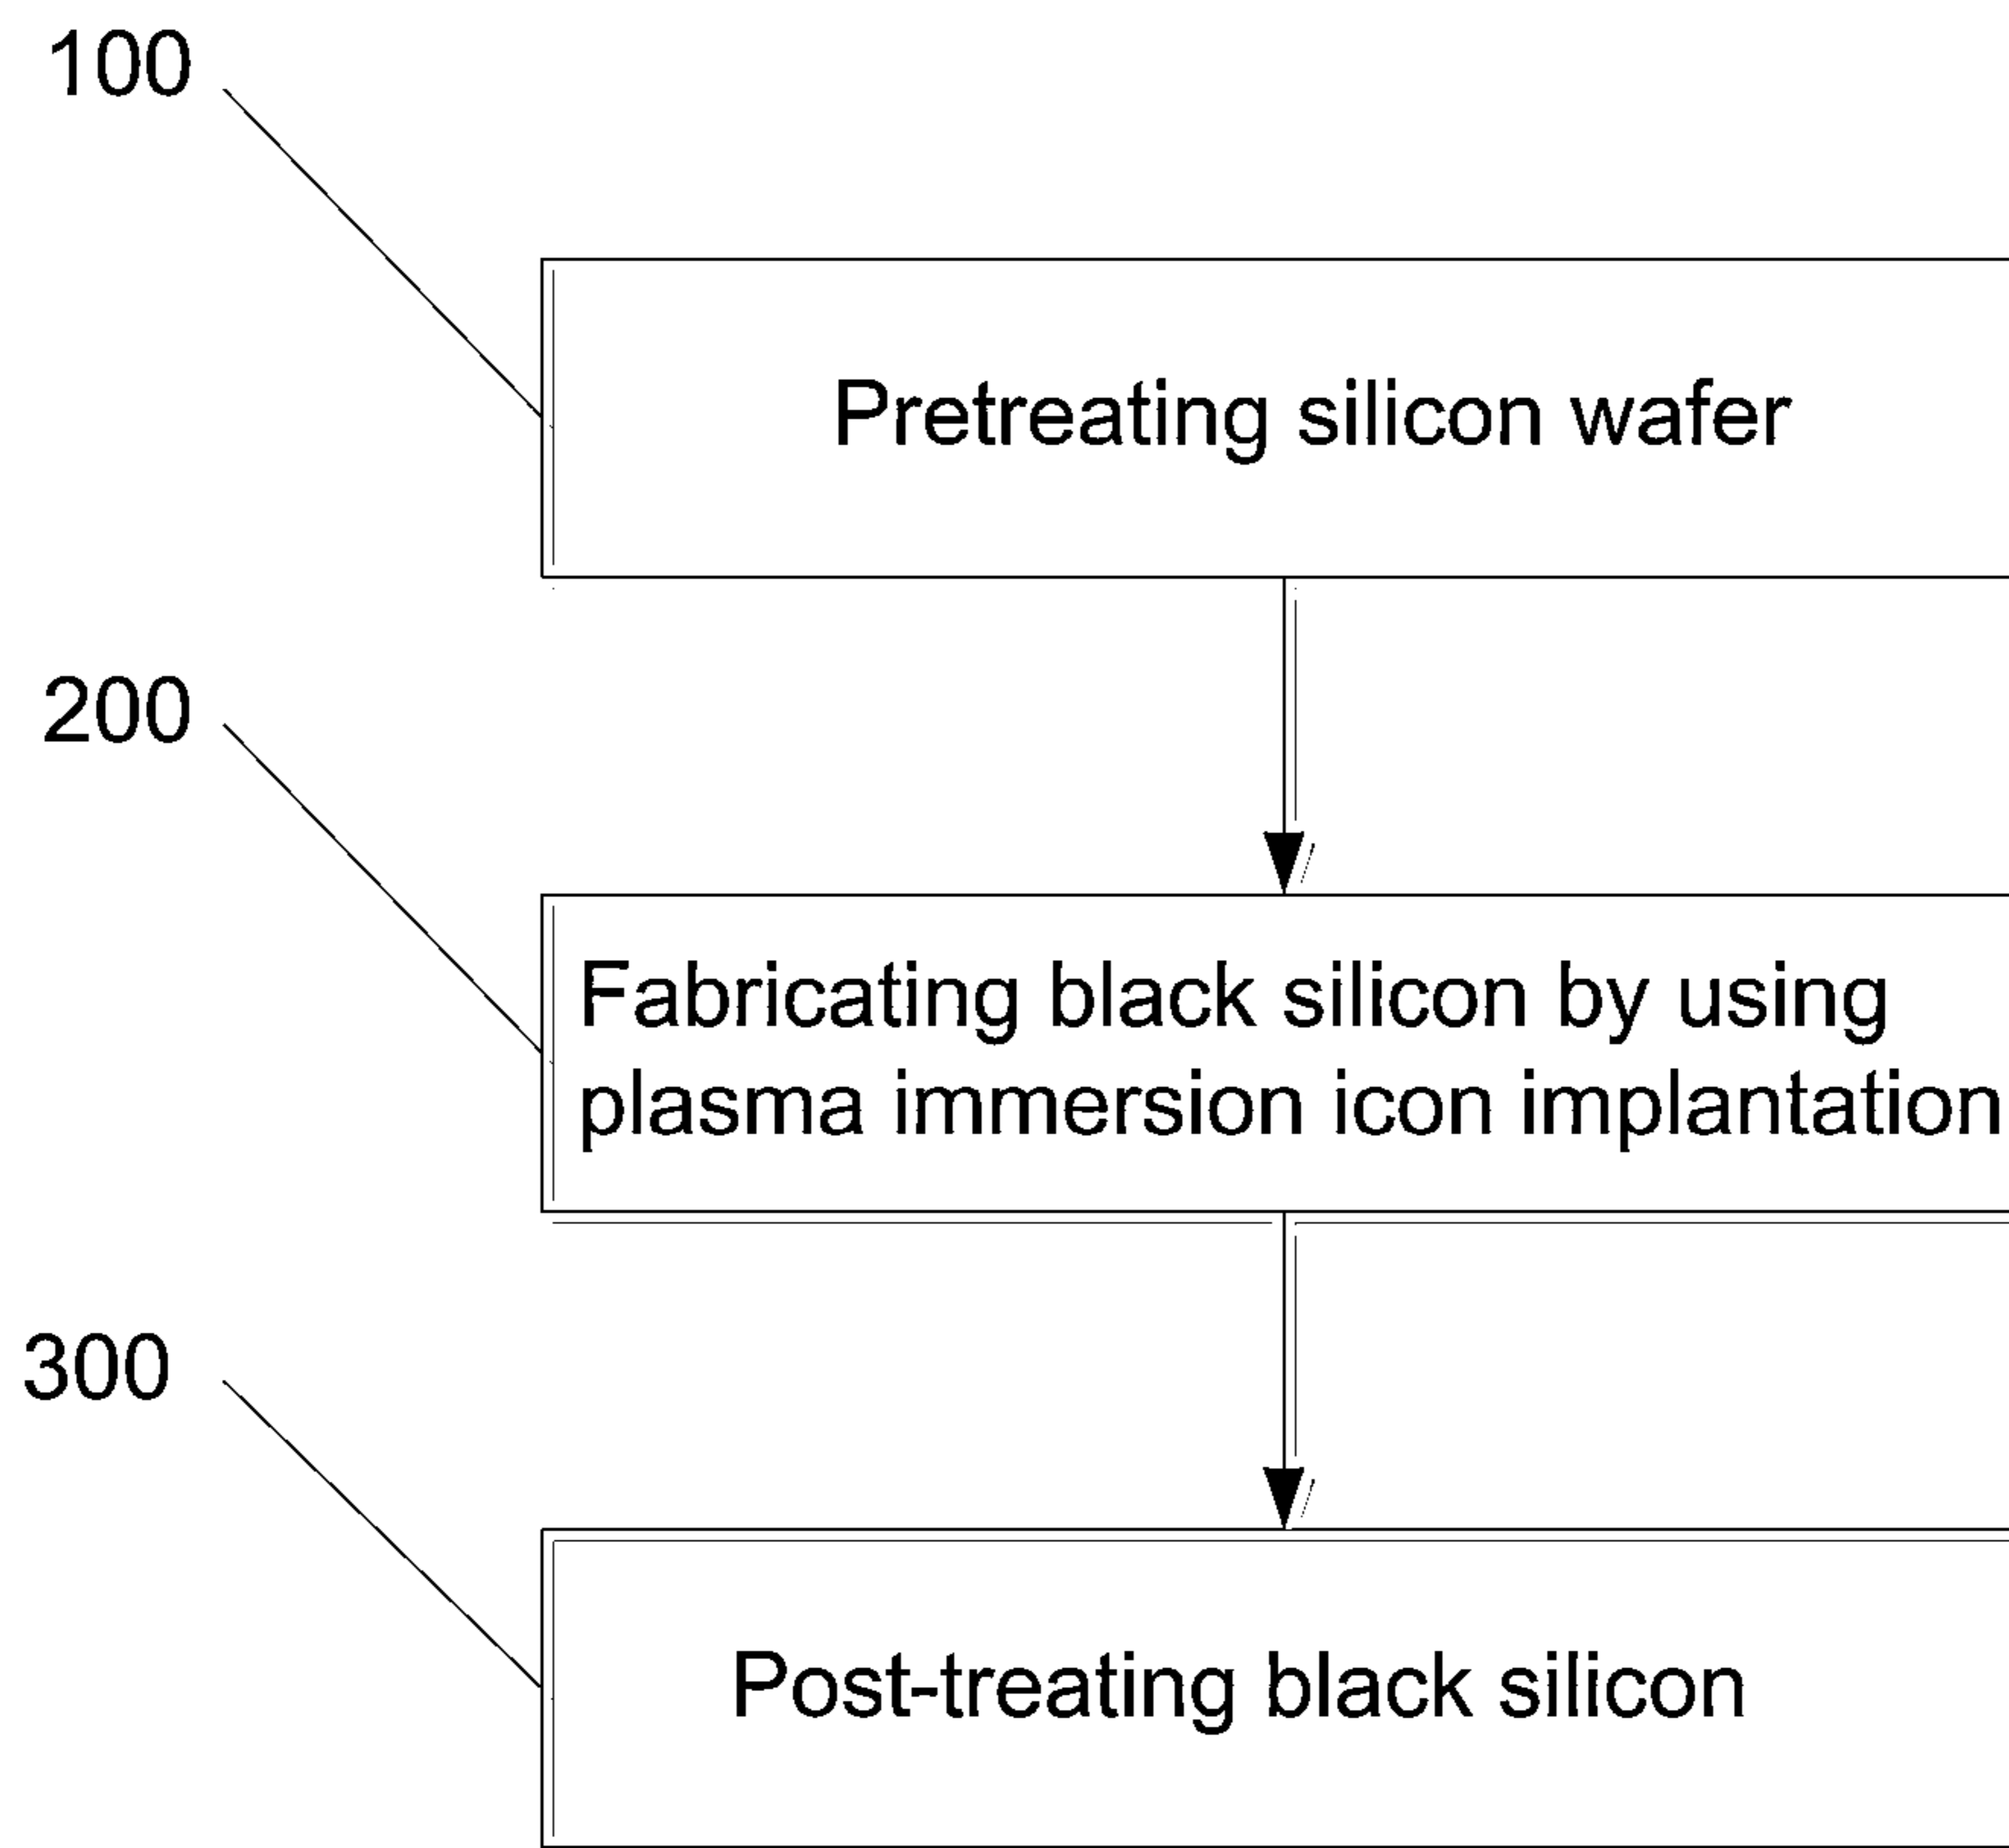 100
Pretreating silicon wafer
200
Fabricating black silicon by using
plasma immersion icon implantation
300
Post-treating black silicon